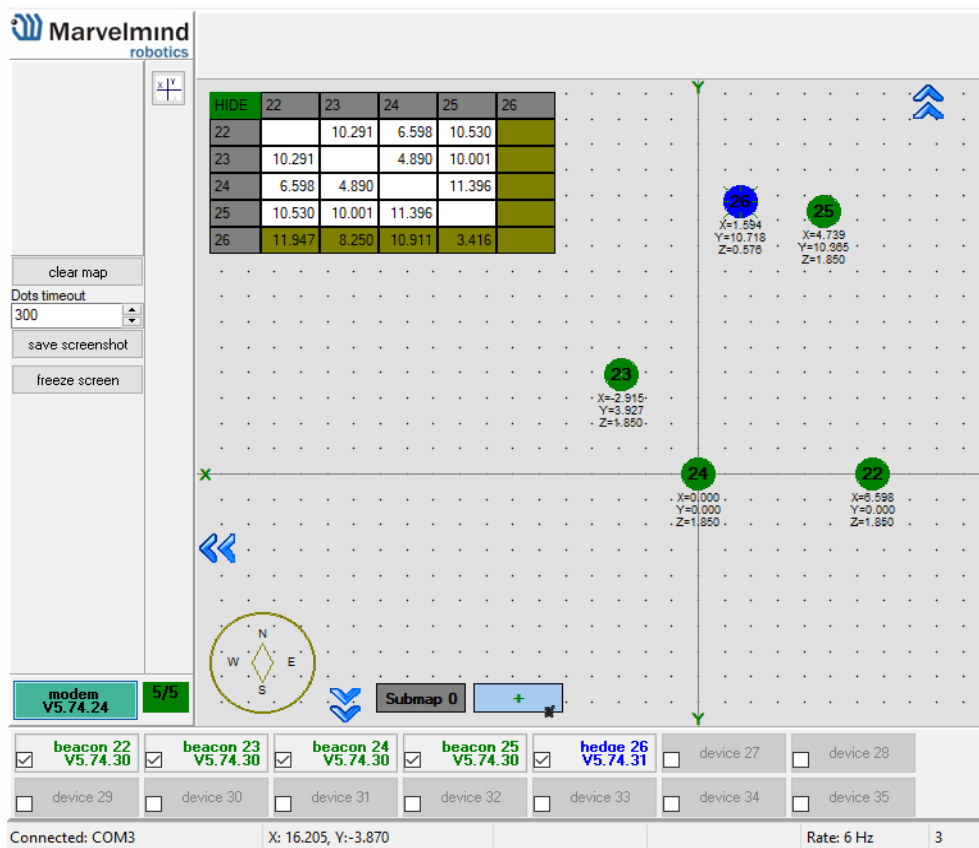 Marvelmind
robotics
X Y
HIDE 22 23 24 25 26
22 10.291 6.598 10.530
23 10.291 4.890 10.001
24 6.598 4.890 11.396
25 10.530 10.001 11.396
26 11.947 8.250 10.911 3.416
Y
26
X=1.594
Y=10.718
Z=0.576
25
X=4.739
Y=10.365
Z=1.850
clear map
Dots timeout
300
save screenshot
freeze screen
23
X=-2.915
Y=3.927
Z=1.850
X
24
X=0.000
Y=0.000
Z=1.850
22
X=6.598
Y=0.000
Z=1.850
N
W E
S
modem
V5.74.24
5/5
Submap 0
+
Y
beacon 22
V5.74.30
beacon 23
V5.74.30
beacon 24
V5.74.30
beacon 25
V5.74.30
hedge 26
V5.74.31
device 27
device 28
device 29
device 30
device 31
device 32
device 33
device 34
device 35
Connected: COM3 X: 16.205, Y:-3.870 Rate: 6 Hz 3